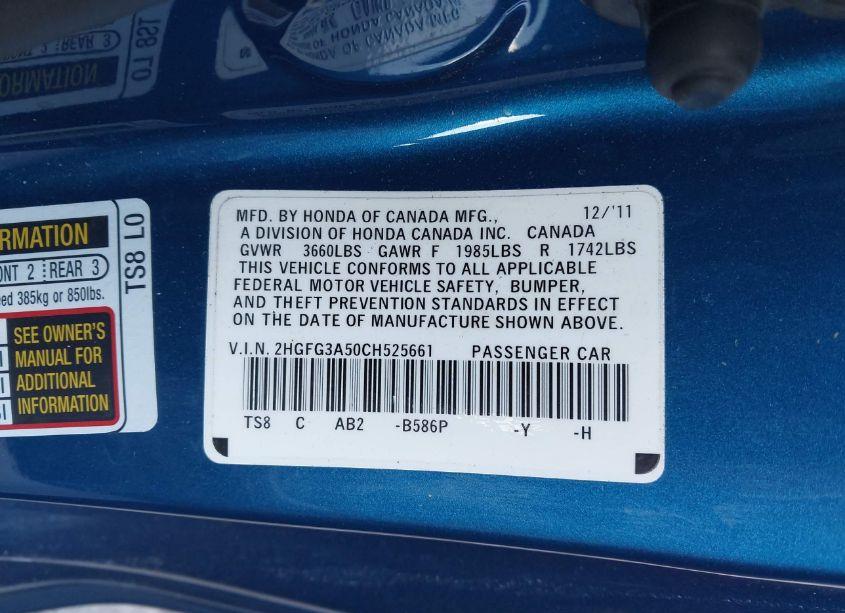 MFD. BY HONDA OF CANADA MFG., 12/'11
A DIVISION OF HONDA CANADA INC. CANADA
GVWR 3660LBS GAWR F 1985LBS R 1742LBS
THIS VEHICLE CONFORMS TO ALL APPLICABLE
FEDERAL MOTOR VEHICLE SAFETY, BUMPER,
AND THEFT PREVENTION STANDARDS IN EFFECT
ON THE DATE OF MANUFACTURE SHOWN ABOVE.
V.I.N. 2HGFG3A50CH525661 PASSENGER CAR
TS8 C AB2 -B586P -Y -H
REAR 3
2 REAR 3
385kg or 850lbs.
SEE OWNER'S
MANUAL FOR
ADDITIONAL
INFORMATION
TS8 L0